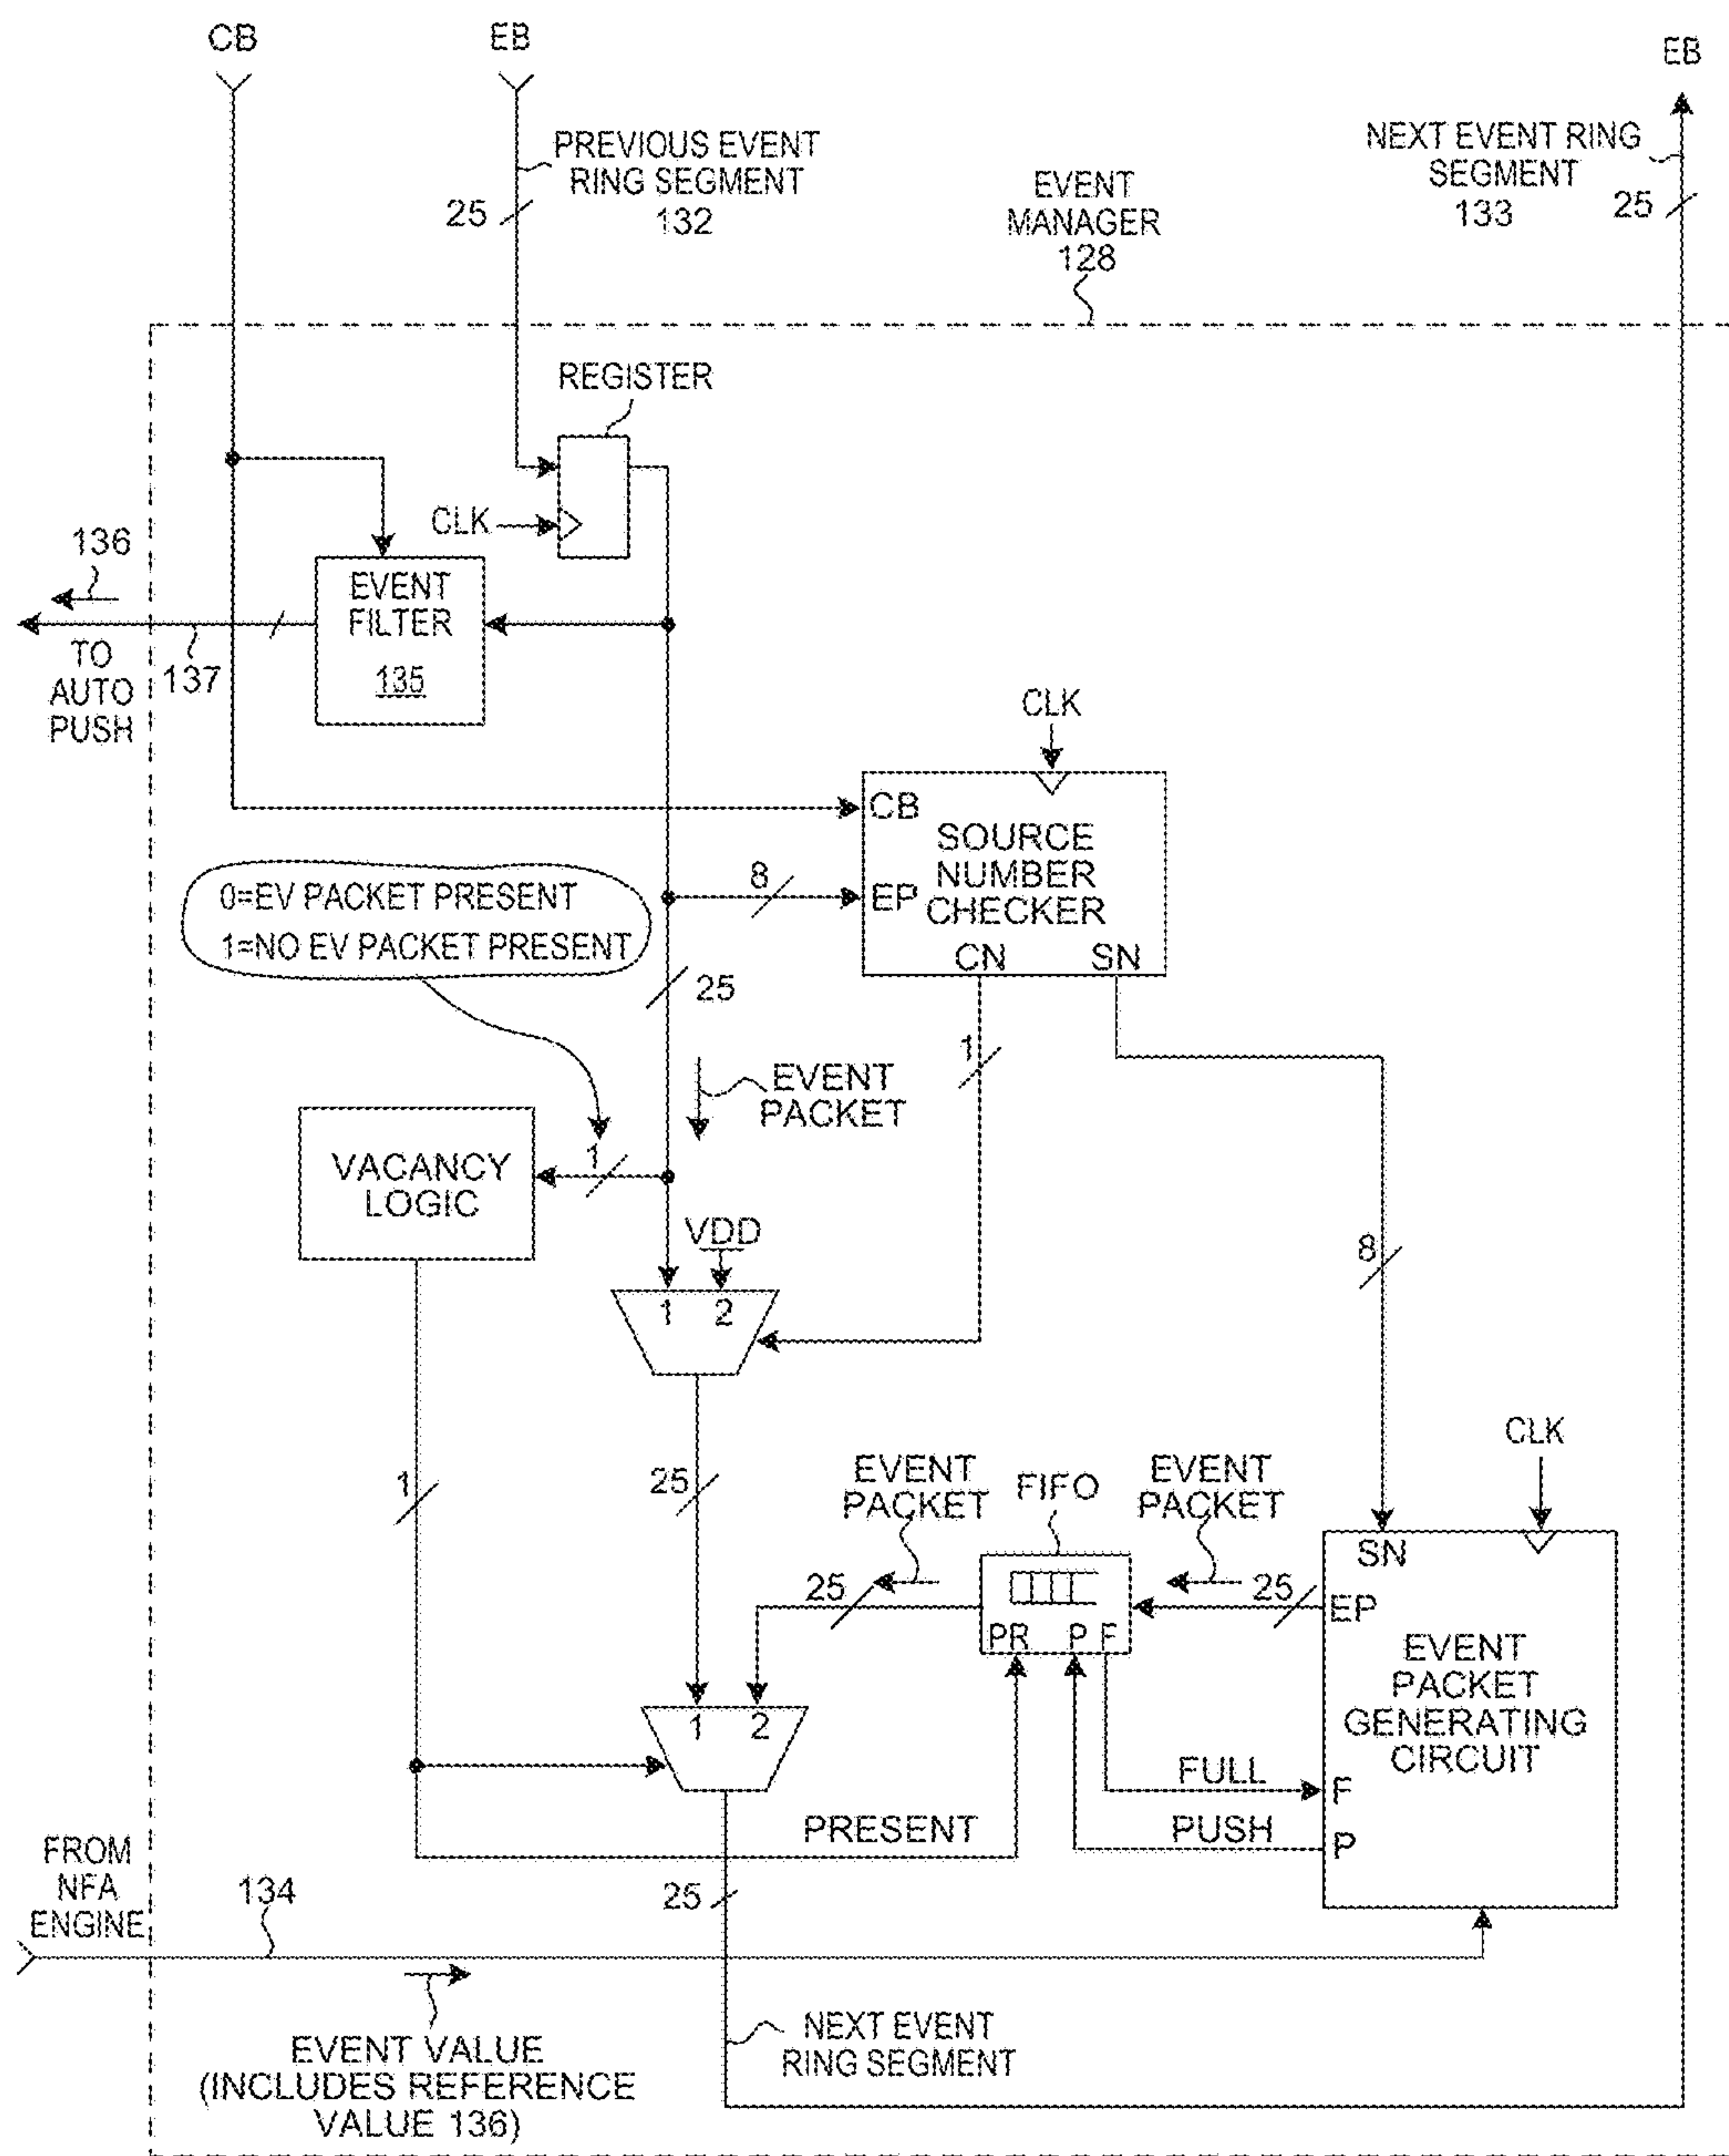 CB
EB
EB
PREVIOUS EVENT
RING SEGMENT
132
25
EVENT
MANAGER
128
NEXT EVENT RING
SEGMENT
133
25
REGISTER
CLK
136
EVENT
FILTER
135
TO
AUTO
PUSH
137
CLK
CB
SOURCE
NUMBER
CHECKER
EP
8
CN
SN
0=EV PACKET PRESENT
1=NO EV PACKET PRESENT
25
1
EVENT
PACKET
VACANCY
LOGIC
1
VDD
1
2
8
1
25
EVENT
PACKET
FIFO
EVENT
PACKET
CLK
25
PR
P
F
25
SN
EP
EVENT
PACKET
GENERATING
CIRCUIT
F
P
1
2
FULL
PUSH
PRESENT
25
FROM
NFA
ENGINE
134
EVENT VALUE
(INCLUDES REFERENCE
VALUE 136)
NEXT EVENT
RING SEGMENT